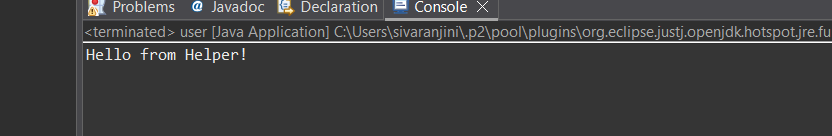 Problems @ Javadoc Declaration Console
<terminated> user [Java Application] C:\Users\sivaranjini\.p2\pool\plugins\org.eclipse.justj.openjdk.hotspot.jre.fu
Hello from Helper!